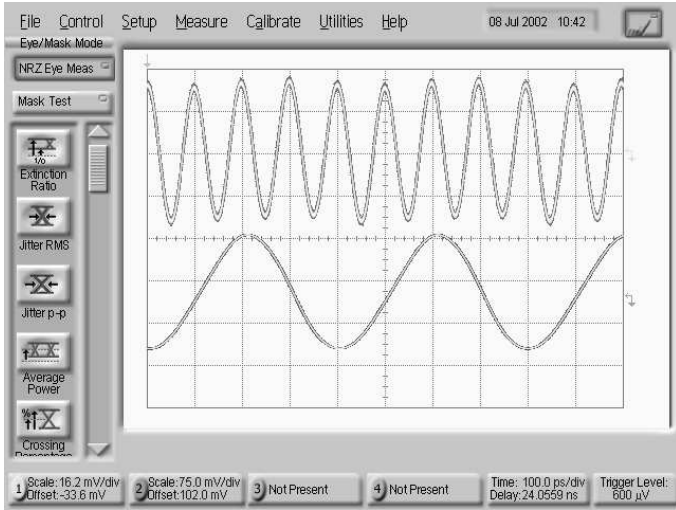 File Control Setup Measure Calibrate Utilities Help 08 Jul 2002 10:42
Eye/Mask Mode
NRZ Eye Meas
Mask Test
1/0
Extinction
Ratio
Jitter RMS
Jitter p-p
Average
Power
%
Crossing
Percentage
1 Scale:16.2 mV/div
Offset:-33.6 mV
2 Scale:75.0 mV/div
Offset:102.0 mV
3 Not Present
4 Not Present
Time: 100.0 ps/div
Delay:24.0559 ns
Trigger Level:
600 µV